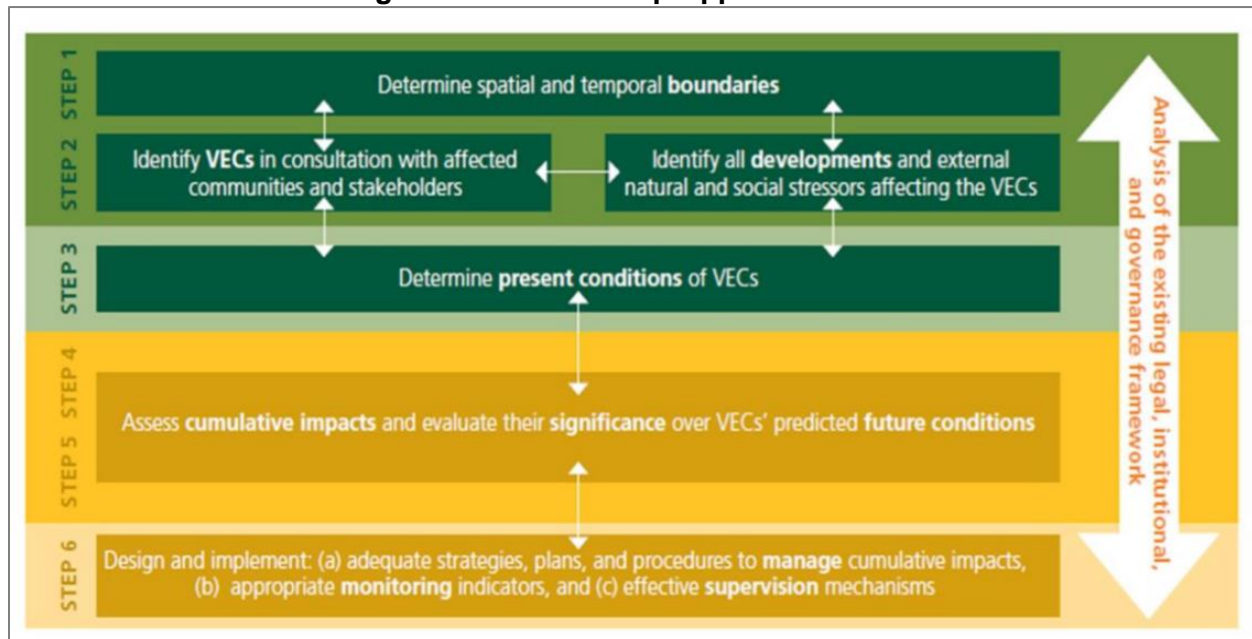 STEP 1
Determine spatial and temporal boundaries
STEP 2
Identify VECs in consultation with affected
communities and stakeholders
Identify all developments and external
natural and social stressors affecting the VECs
STEP 3
Determine present conditions of VECs
STEP 4
STEP 5
Assess cumulative impacts and evaluate their significance over VECs’ predicted future conditions
STEP 6
Design and implement: (a) adequate strategies, plans, and procedures to manage cumulative impacts,
(b) appropriate monitoring indicators, and (c) effective supervision mechanisms
Analysis of the existing legal, institutional,
and governance framework